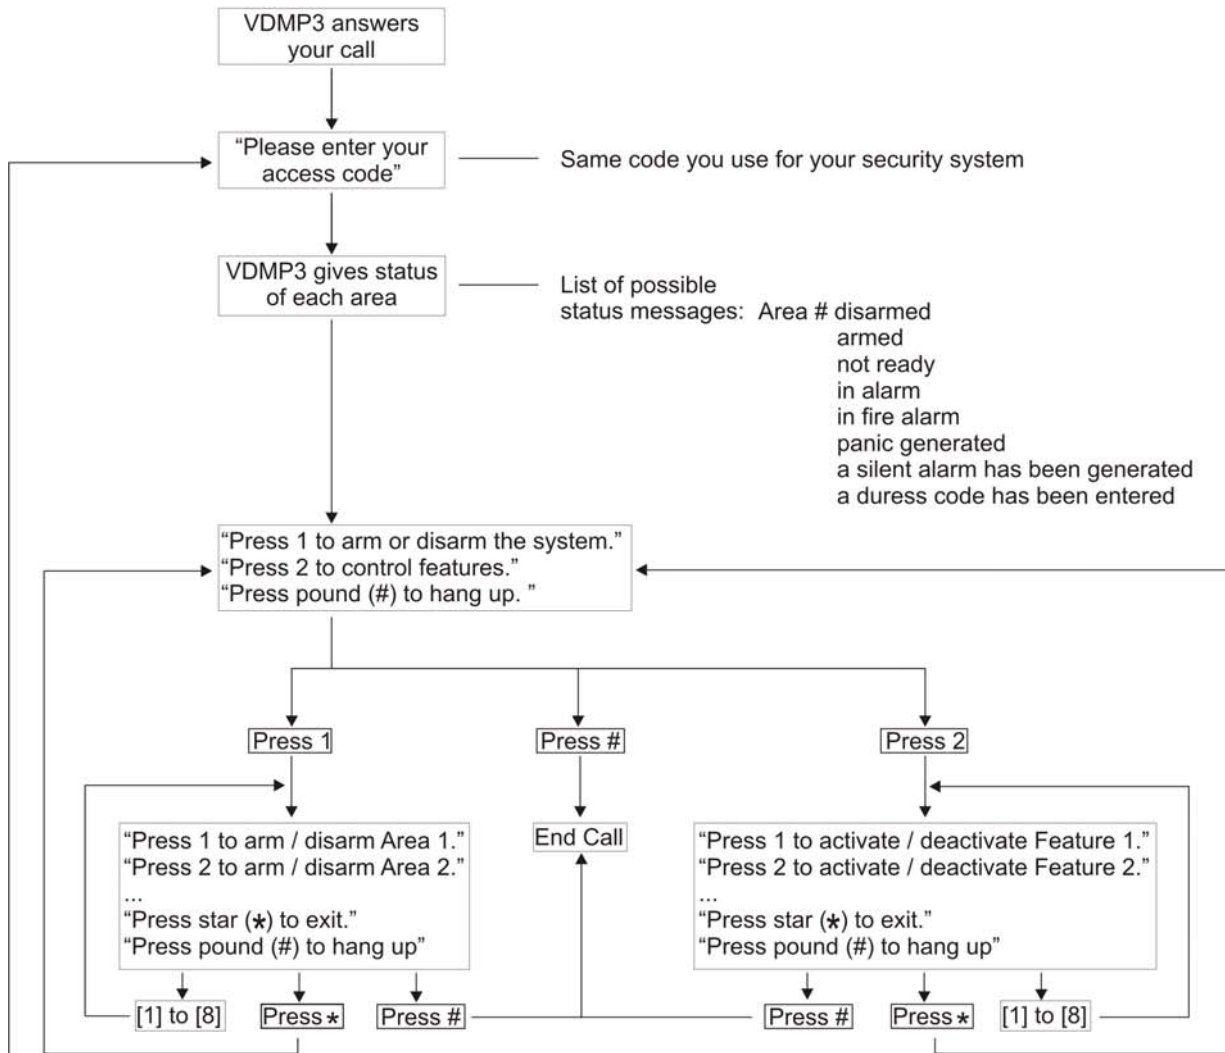 VDMP3 answers
your call
“Please enter your
access code”
Same code you use for your security system
VDMP3 gives status
of each area
List of possible
status messages: Area # disarmed
armed
not ready
in alarm
in fire alarm
panic generated
a silent alarm has been generated
a duress code has been entered
“Press 1 to arm or disarm the system.”
“Press 2 to control features.”
“Press pound (#) to hang up. ”
Press 1
Press #
Press 2
“Press 1 to arm / disarm Area 1.”
“Press 2 to arm / disarm Area 2.”
...
“Press star (*) to exit.”
“Press pound (#) to hang up”
End Call
“Press 1 to activate / deactivate Feature 1.”
“Press 2 to activate / deactivate Feature 2.”
...
“Press star (*) to exit.”
“Press pound (#) to hang up”
[1] to [8]
Press *
Press #
Press #
Press *
[1] to [8]